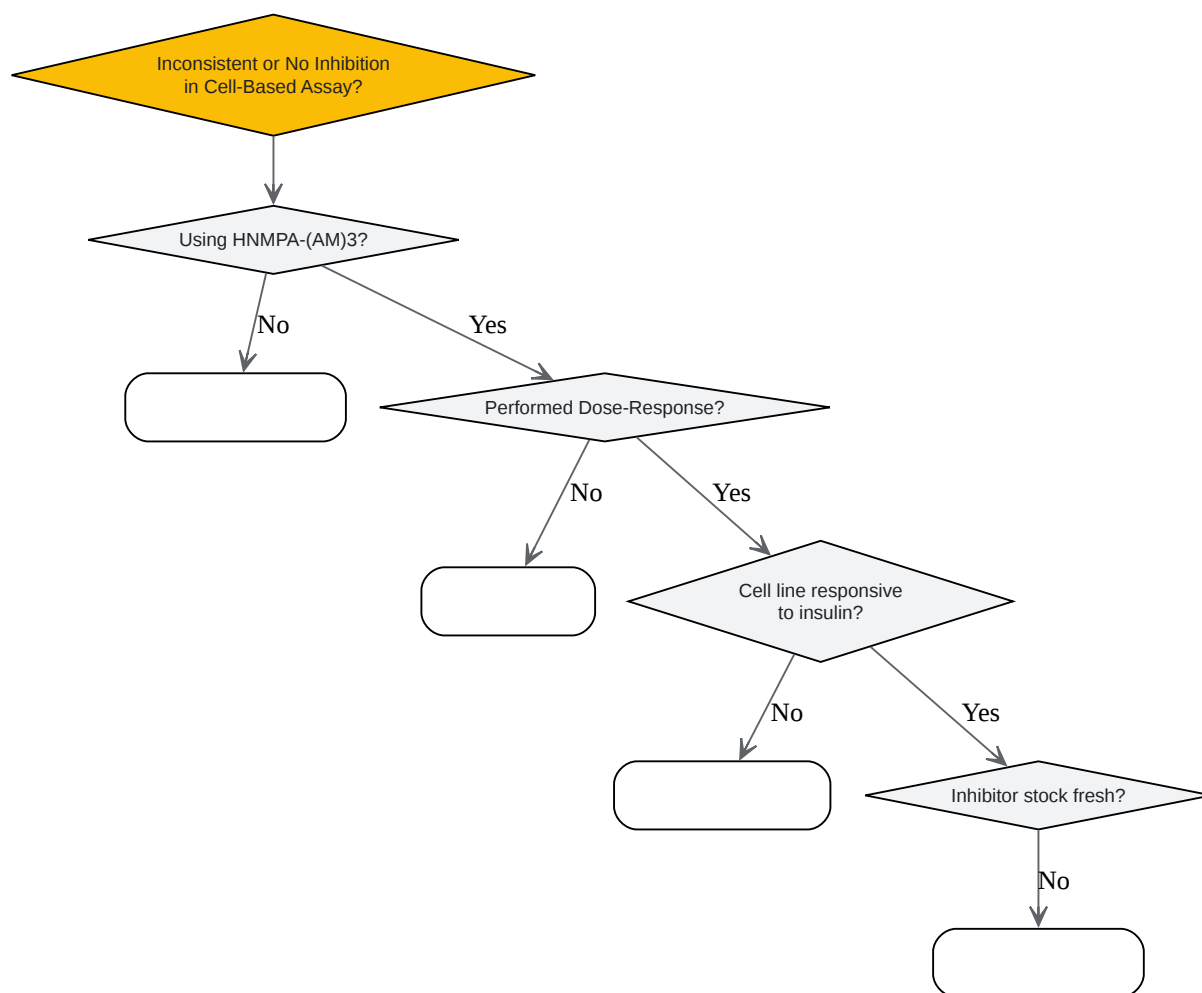 Inconsistent or No Inhibition
in Cell-Based Assay?
Using HNMPA-(AM)3?
No
Yes
Performed Dose-Response?
No
Yes
Cell line responsive
to insulin?
No
Yes
Inhibitor stock fresh?
No